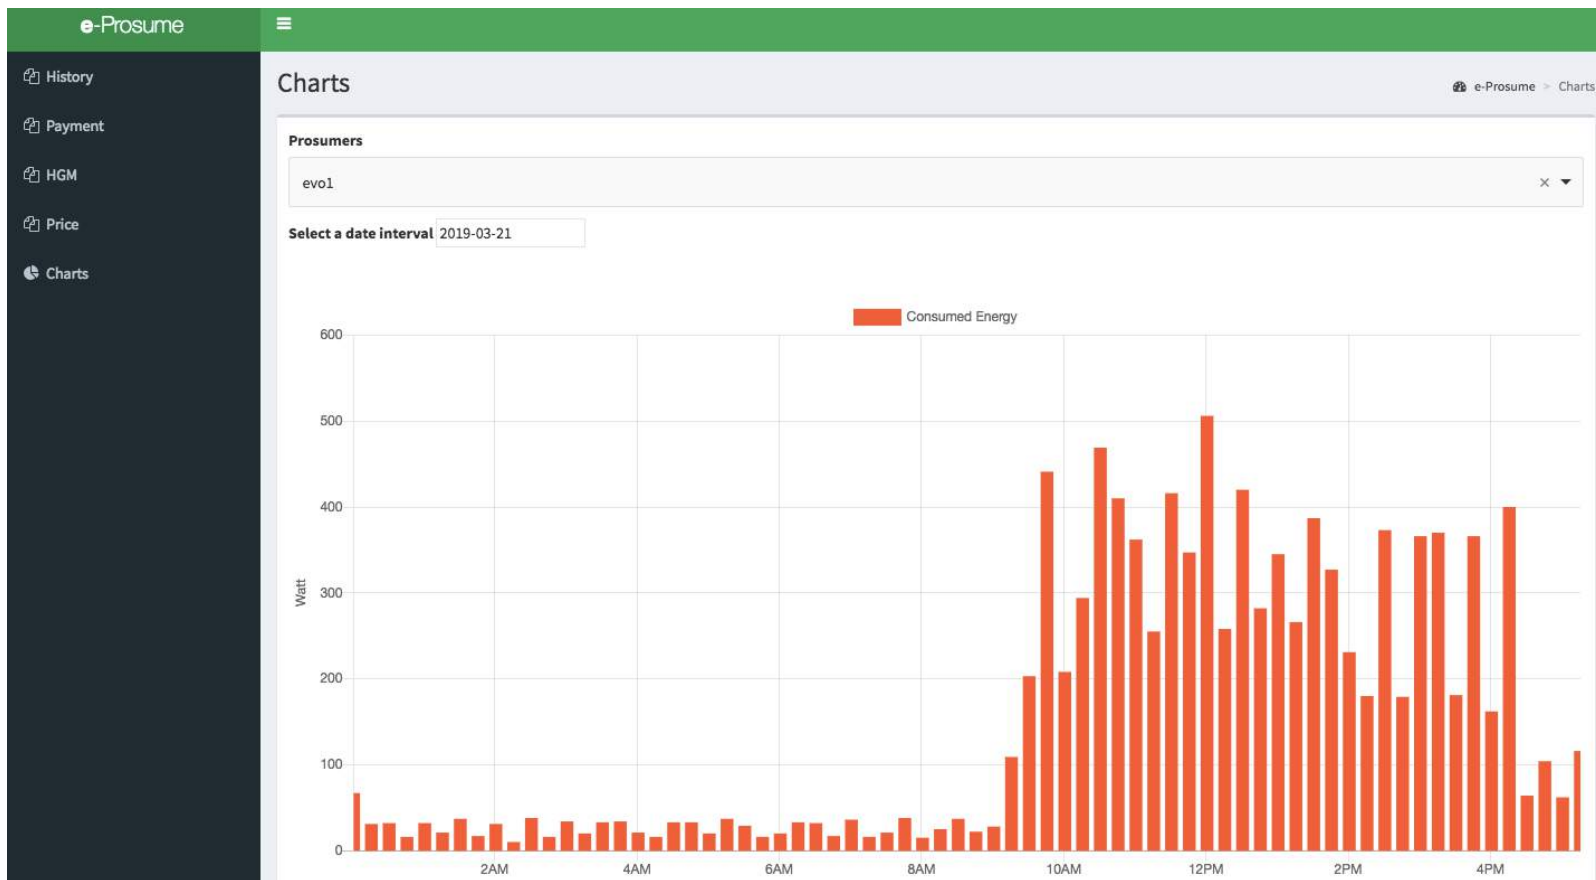 e-Prosume
History
Payment
HGM
Price
Charts
Charts
e-Prosume > Charts
Prosumers
evo1 ×
Select a date interval 2019-03-21
Consumed Energy
600
500
400
300
200
100
0
Watt
2AM 4AM 6AM 8AM 10AM 12PM 2PM 4PM